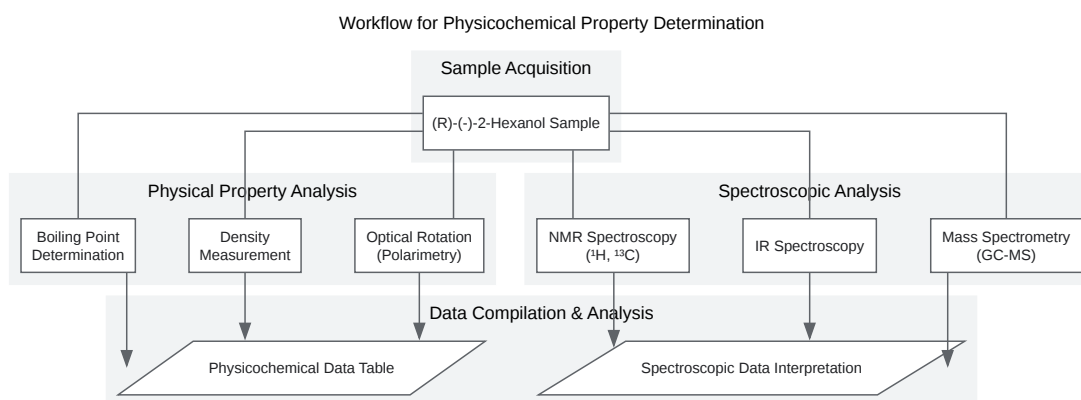 Workflow for Physicochemical Property Determination
Sample Acquisition
(R)-(-)-2-Hexanol Sample
Physical Property Analysis
Spectroscopic Analysis
Boiling Point
Determination
Density
Measurement
Optical Rotation
(Polarimetry)
NMR Spectroscopy
(¹H, ¹³C)
IR Spectroscopy
Mass Spectrometry
(GC-MS)
Data Compilation & Analysis
Physicochemical Data Table
Spectroscopic Data Interpretation